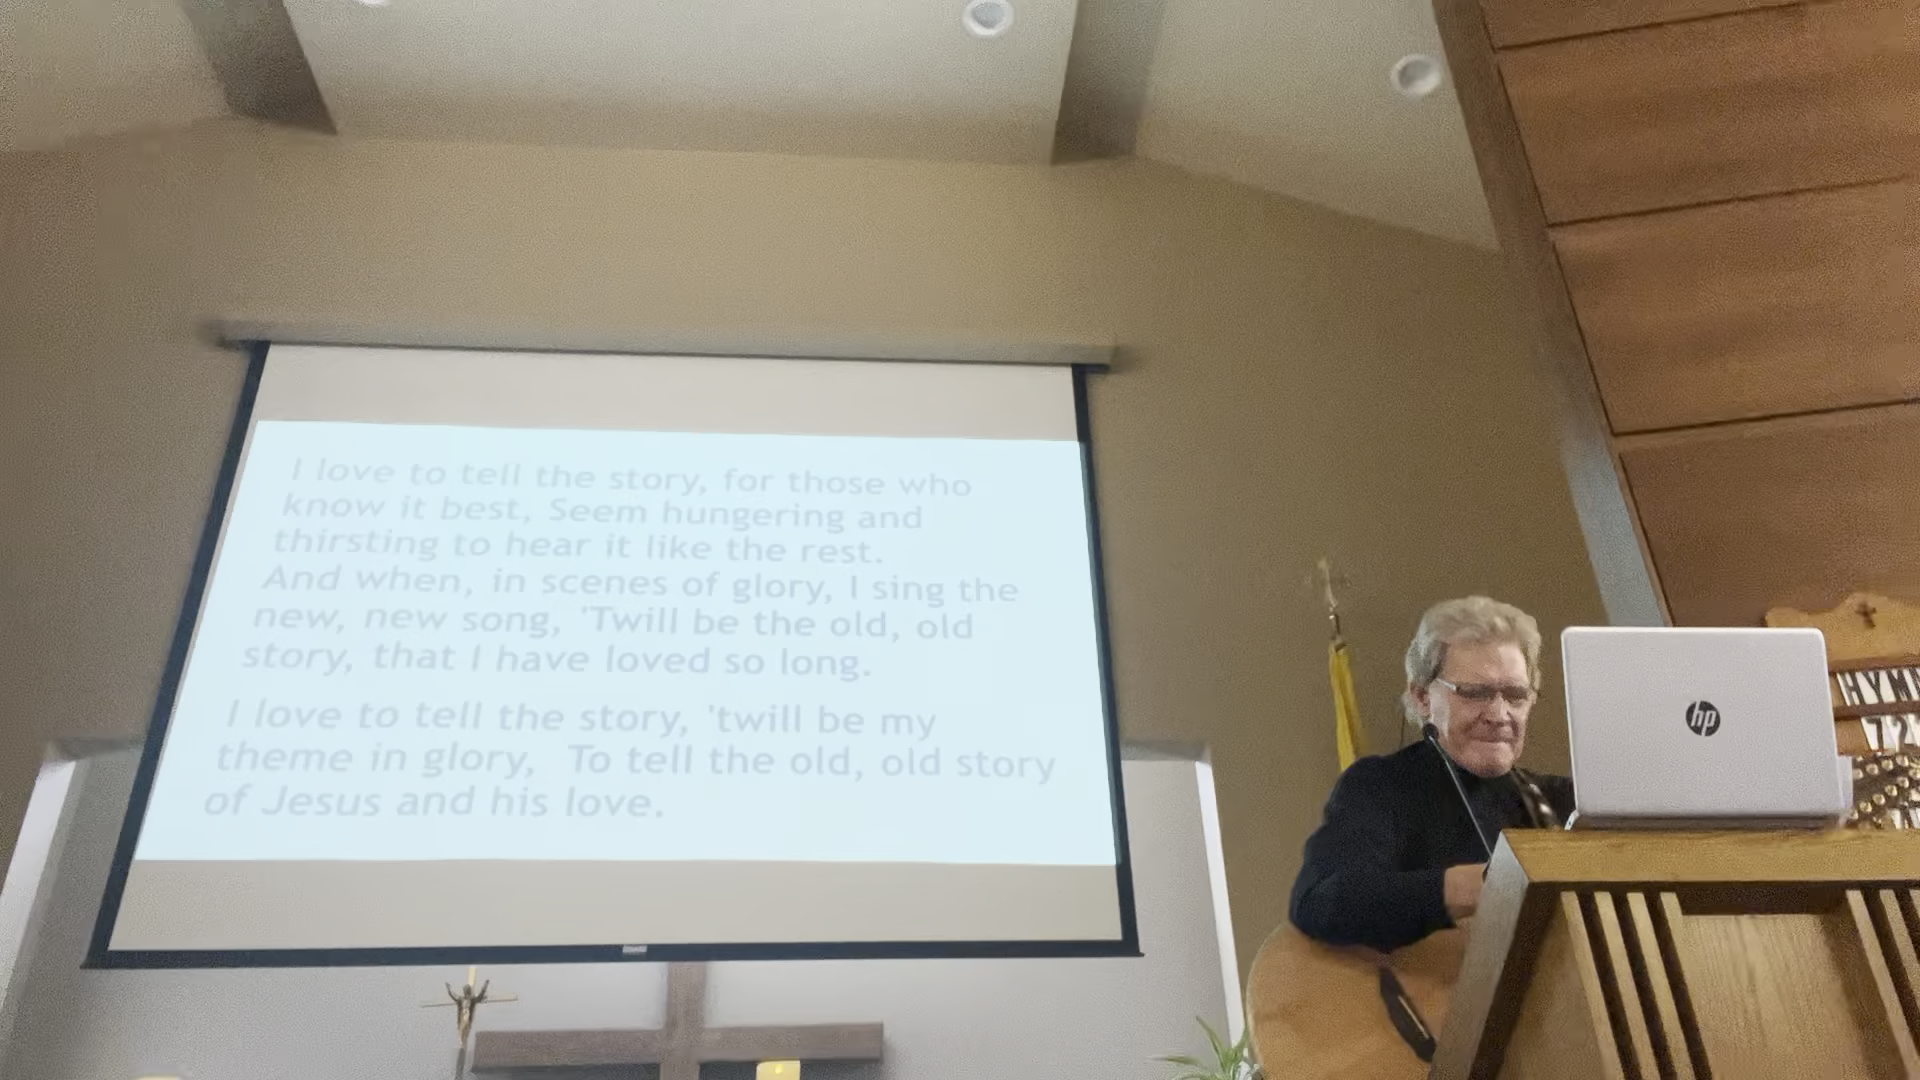 I love to tell the story, for those who
know it best, Seem hungering and
thirsting to hear it like the rest.
And when, in scenes of glory, I sing the
new, new song, 'Twill be the old, old
story, that I have loved so long.
I love to tell the story, 'twill be my
theme in glory, To tell the old, old story
of Jesus and his love.
hp